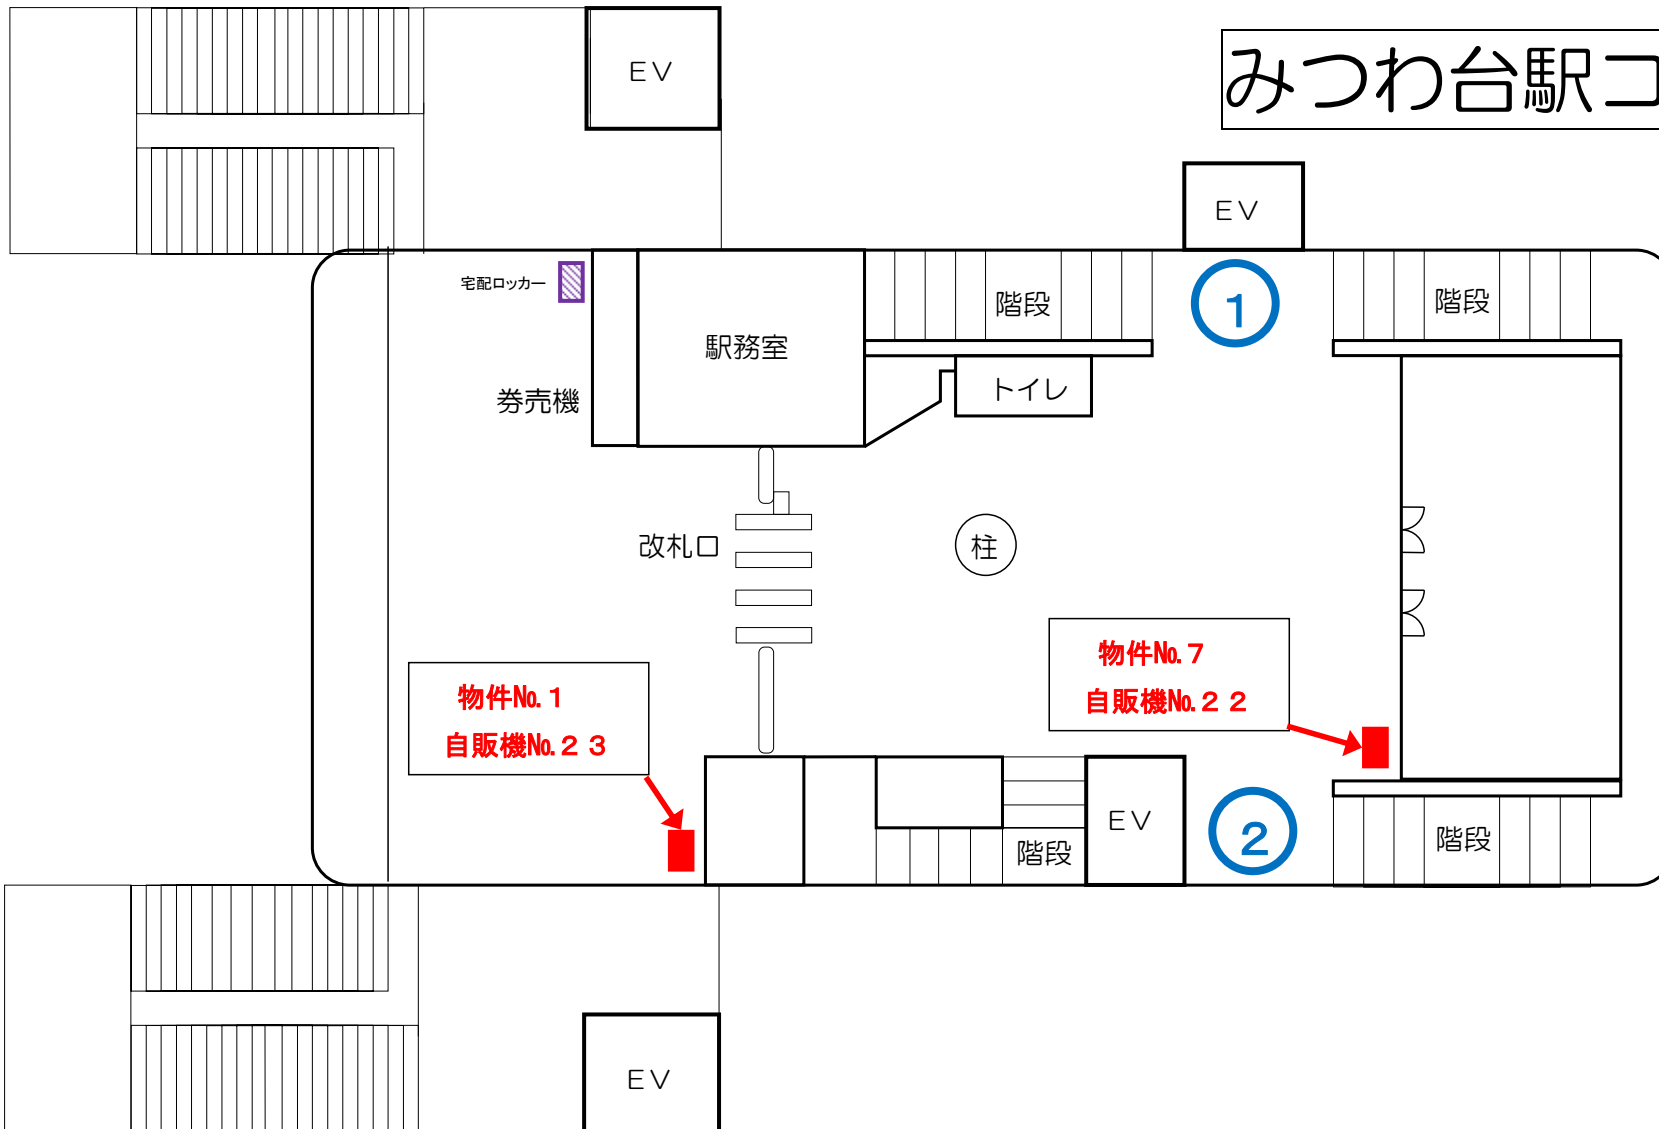 みつわ台駅コ
EV
EV
宅配ロッカー
1
階段
階段
駅務室
トイレ
券売機
改札口
柱
物件№.7
自販機№.22
物件№.1
自販機№.23
EV
2
階段
階段
EV